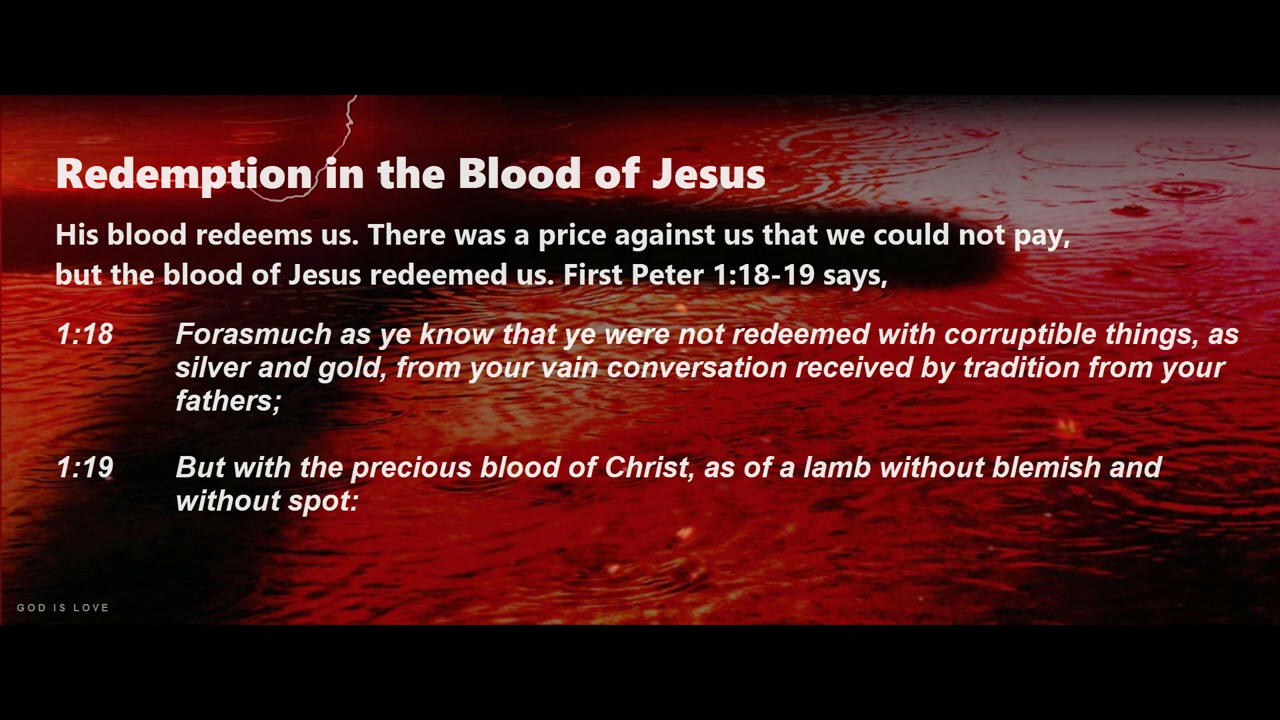 Redemption in the Blood of Jesus
His blood redeems us. There was a price against us that we could not pay,
but the blood of Jesus redeemed us. First Peter 1:18-19 says,
1:18 Forasmuch as ye know that ye were not redeemed with corruptible things, as
silver and gold, from your vain conversation received by tradition from your
fathers;
1:19 But with the precious blood of Christ, as of a lamb without blemish and
without spot:
GOD IS LOVE